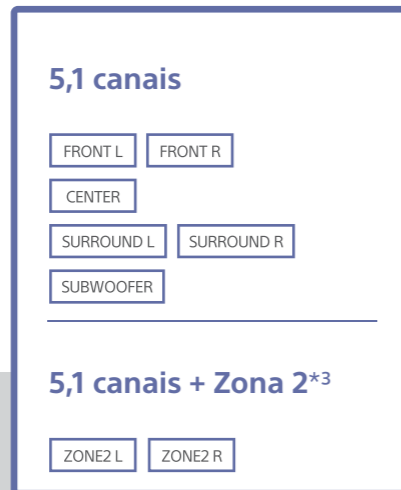 5,1 canais
FRONT L FRONT R
CENTER
SURROUND L SURROUND R
SUBWOOFER
5,1 canais + Zona 2*3
ZONE2 L ZONE2 R